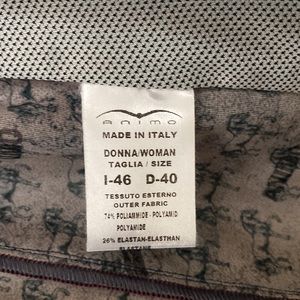 animo
MADE IN ITALY
DONNA/WOMAN
TAGLIA / SIZE
I-46 D-40
TESSUTO ESTERNO
OUTER FABRIC
74% POLIAMMIDE - POLYAMID
POLYAMIDE
26% ELASTAN-ELASTHAN